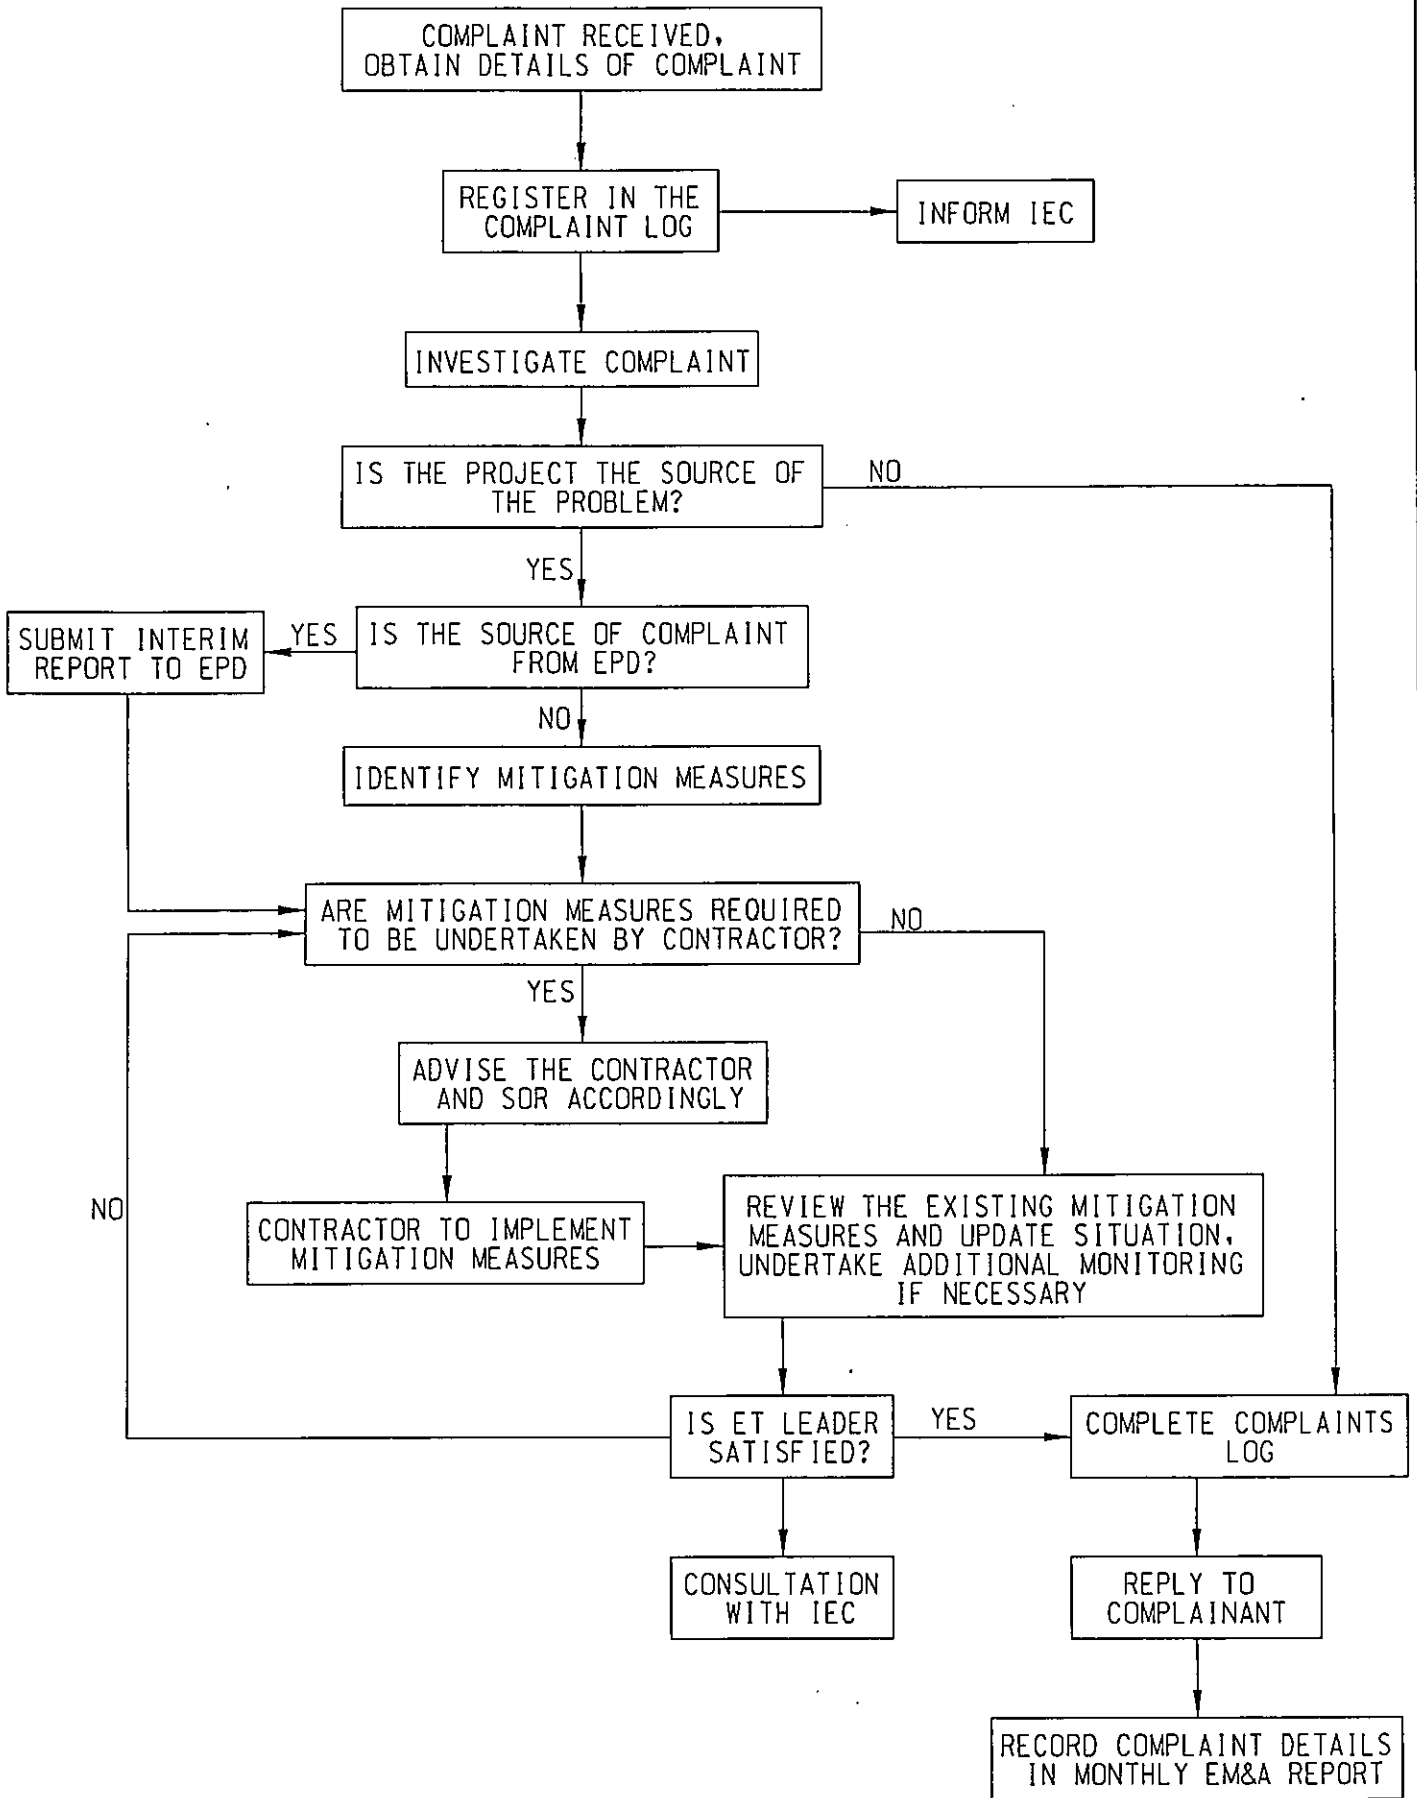 COMPLAINT RECEIVED,
OBTAIN DETAILS OF COMPLAINT
REGISTER IN THE
COMPLAINT LOG
INFORM IEC
INVESTIGATE COMPLAINT
IS THE PROJECT THE SOURCE OF
THE PROBLEM?
NO
YES
SUBMIT INTERIM
REPORT TO EPD
YES
IS THE SOURCE OF COMPLAINT
FROM EPD?
NO
IDENTIFY MITIGATION MEASURES
ARE MITIGATION MEASURES REQUIRED
TO BE UNDERTAKEN BY CONTRACTOR?
NO
YES
ADVISE THE CONTRACTOR
AND SOR ACCORDINGLY
NO
CONTRACTOR TO IMPLEMENT
MITIGATION MEASURES
REVIEW THE EXISTING MITIGATION
MEASURES AND UPDATE SITUATION,
UNDERTAKE ADDITIONAL MONITORING
IF NECESSARY
IS ET LEADER
SATISFIED?
YES
COMPLETE COMPLAINTS
LOG
CONSULTATION
WITH IEC
REPLY TO
COMPLAINANT
RECORD COMPLAINT DETAILS
IN MONTHLY EM&A REPORT